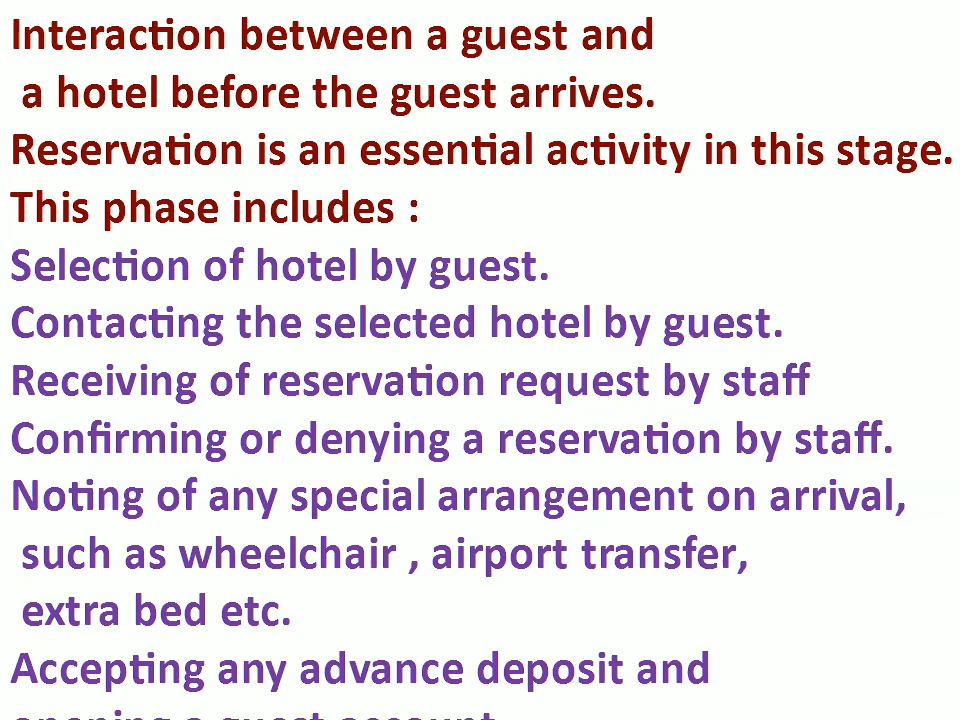 Interaction between a guest and
a hotel before the guest arrives.
Reservation is an essential activity in this stage.
This phase includes :
Selection of hotel by guest.
Contacting the selected hotel by guest.
Receiving of reservation request by staff
Confirming or denying a reservation by staff.
Noting of any special arrangement on arrival,
such as wheelchair , airport transfer,
extra bed etc.
Accepting any advance deposit and
opening a guest account